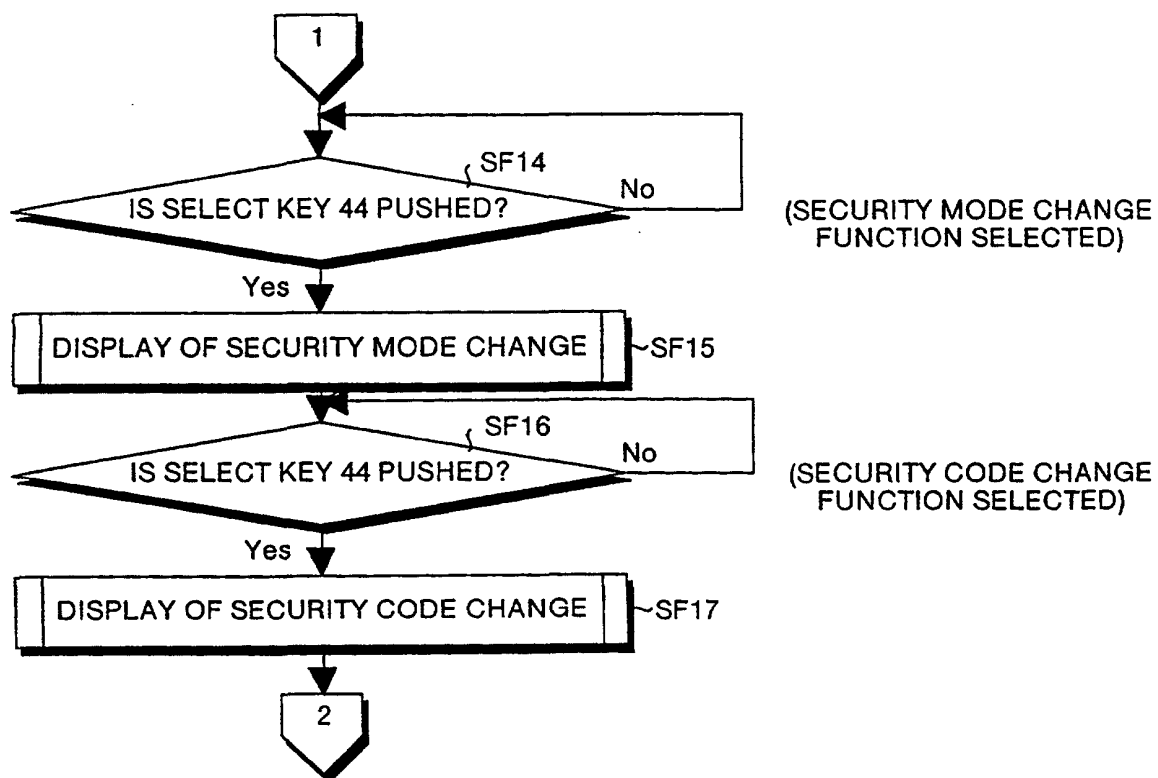 1
SF14
IS SELECT KEY 44 PUSHED?
No
(SECURITY MODE CHANGE
FUNCTION SELECTED)
Yes
DISPLAY OF SECURITY MODE CHANGE
SF15
SF16
IS SELECT KEY 44 PUSHED?
No
(SECURITY CODE CHANGE
FUNCTION SELECTED)
Yes
DISPLAY OF SECURITY CODE CHANGE
SF17
2